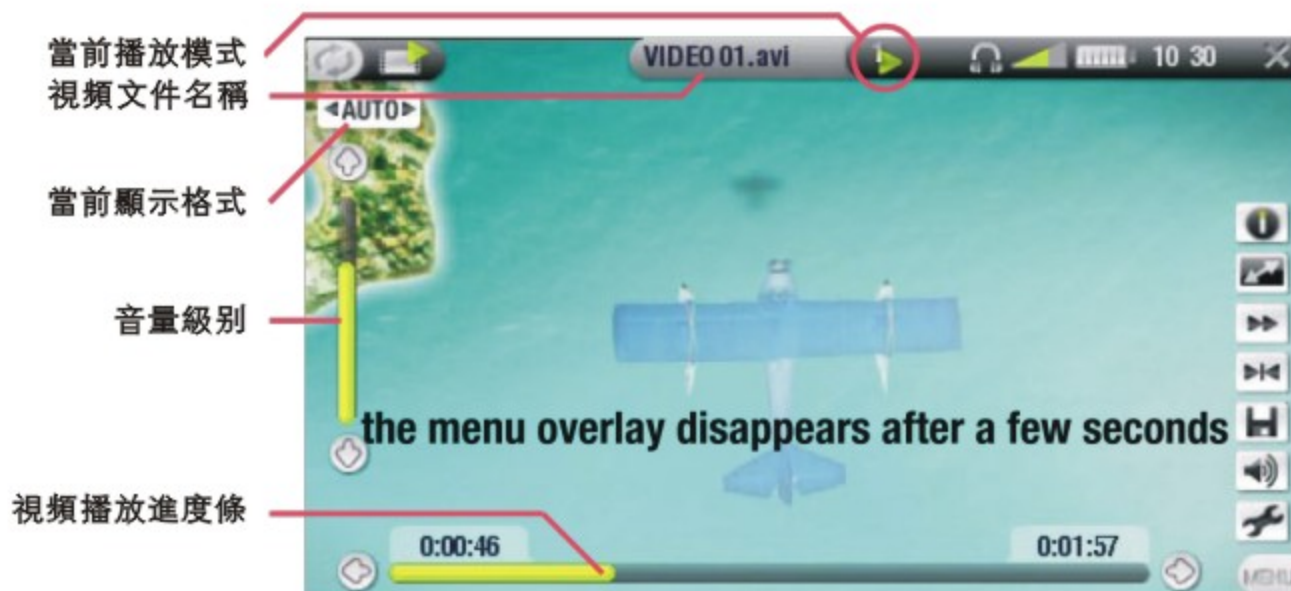 當前播放模式
視頻文件名稱
當前顯示格式
音量級別
視頻播放進度條
VIDEO 01.avi
1
10 30
◀AUTO▶
the menu overlay disappears after a few seconds
0:00:46
0:01:57
MENU